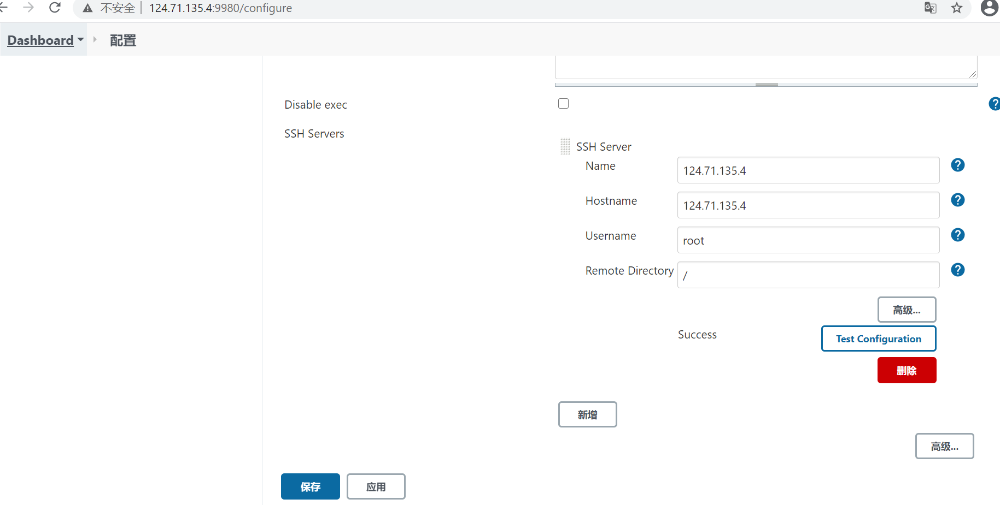 不安全 124.71.135.4:9980/configure
Dashboard 配置
Disable exec
?
SSH Servers
SSH Server
Name 124.71.135.4 ?
Hostname 124.71.135.4 ?
Username root ?
Remote Directory / ?
高级...
Success Test Configuration
删除
新增
高级...
保存 应用